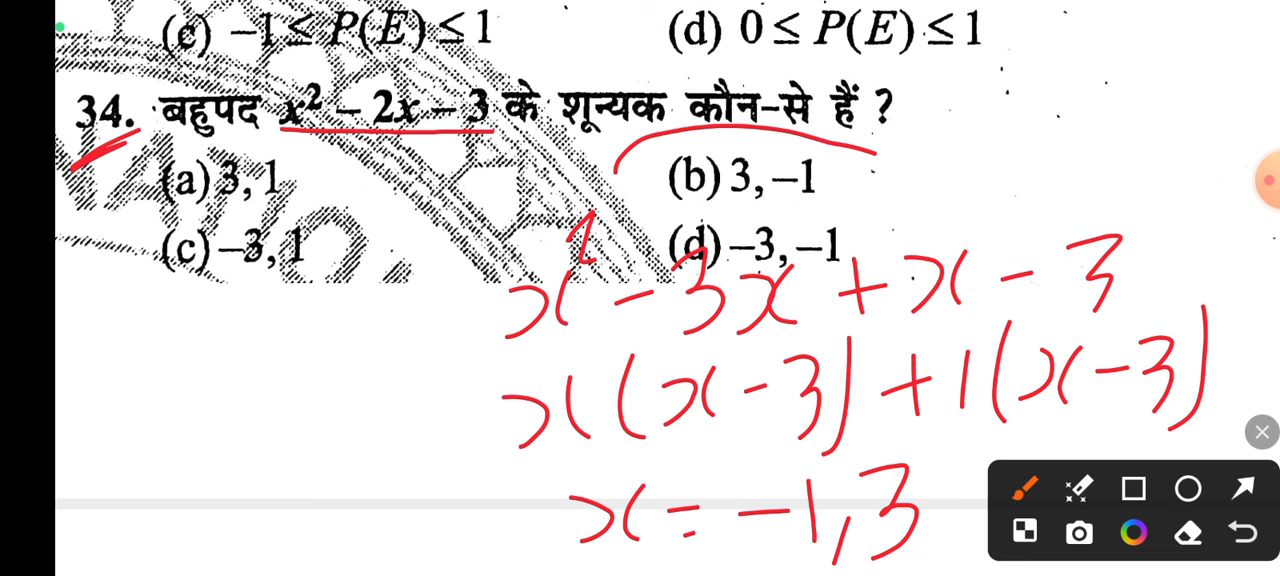 (c) –1 ≤ P(E) ≤ 1 (d) 0 ≤ P(E) ≤ 1
34. बहुपद x² – 2x – 3 के शून्यक कौन-से हैं ?
(a) 3, 1 (b) 3, –1
(c) –3, 1 (d) –3, –1
x² – 3x + x – 3
x(x – 3) + 1(x – 3)
x = –1, 3